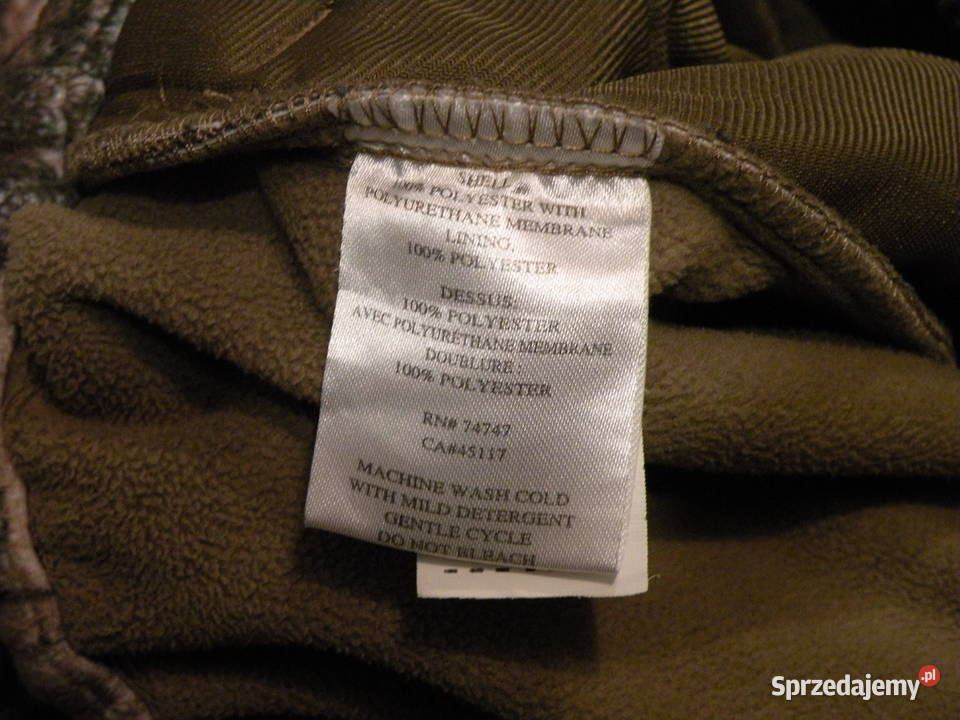 SHELL
100% POLYESTER WITH
POLYURETHANE MEMBRANE
LINING,
100% POLYESTER
DESSUS:
100% POLYESTER
AVEC POLYURETHANE MEMBRANE
DOUBLURE :
100% POLYESTER
RN# 74747
CA#45117
MACHINE WASH COLD
WITH MILD DETERGENT
GENTLE CYCLE
DO NOT BLEACH
Sprzedajemy.pl